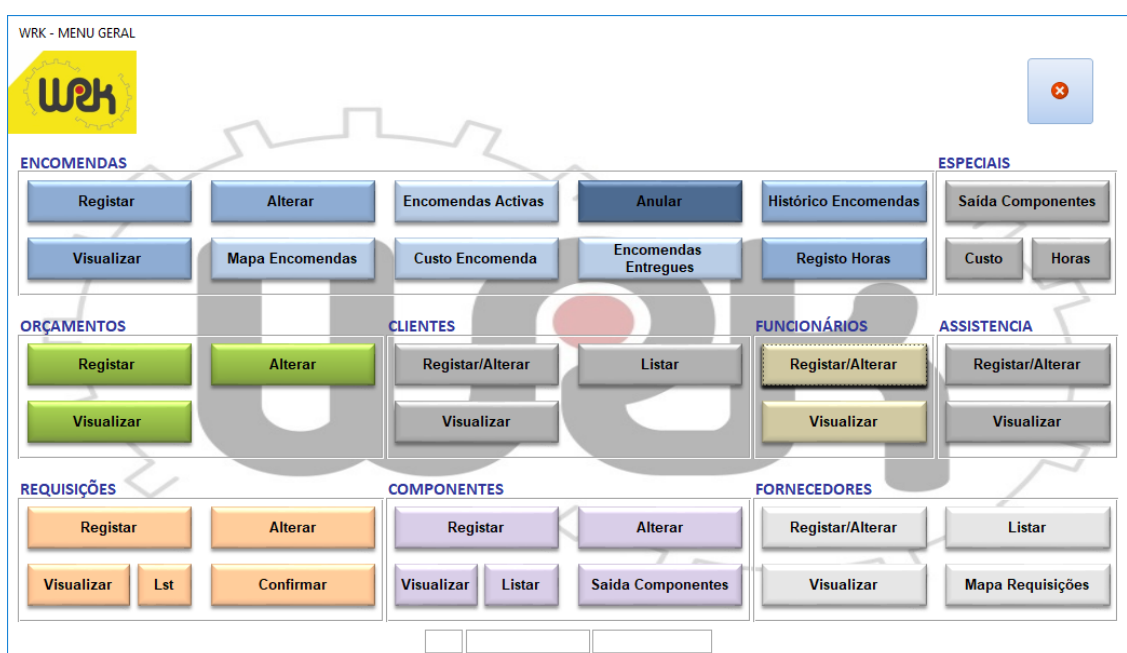 WRK - MENU GERAL
WRK
ENCOMENDAS
ESPECIAIS
Registar
Alterar
Encomendas Activas
Anular
Histórico Encomendas
Saída Componentes
Visualizar
Mapa Encomendas
Custo Encomenda
Encomendas
Entregues
Registo Horas
Custo
Horas
ORÇAMENTOS
CLIENTES
FUNCIONÁRIOS
ASSISTENCIA
Registar
Alterar
Registar/Alterar
Listar
Registar/Alterar
Registar/Alterar
Visualizar
Visualizar
Visualizar
Visualizar
REQUISIÇÕES
COMPONENTES
FORNECEDORES
Registar
Alterar
Registar
Alterar
Registar/Alterar
Listar
Visualizar
Lst
Confirmar
Visualizar
Listar
Saida Componentes
Visualizar
Mapa Requisições